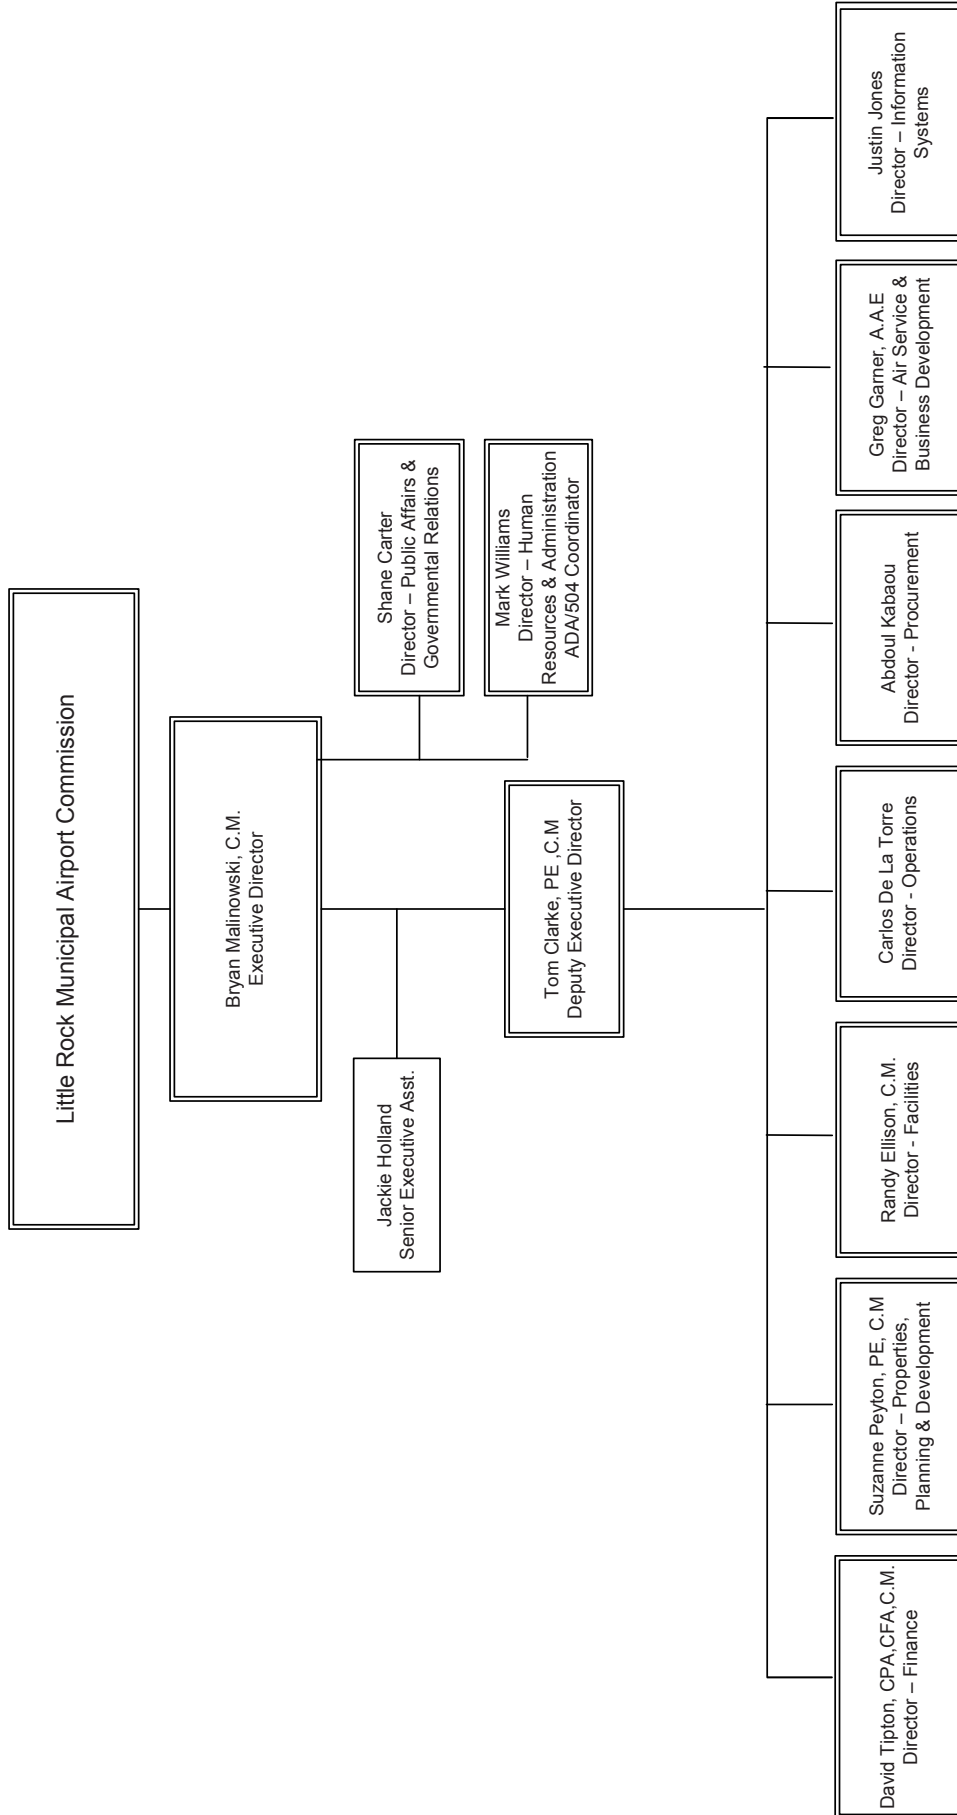 Little Rock Municipal Airport Commission
Bryan Malinowski, C.M.
Executive Director
Shane Carter
Director – Public Affairs &
Governmental Relations
Mark Williams
Director – Human
Resources & Administration
ADA/504 Coordinator
Jackie Holland
Senior Executive Asst.
Tom Clarke, PE ,C.M
Deputy Executive Director
David Tipton, CPA,CFA,C.M.
Director – Finance
Suzanne Peyton, PE, C.M
Director – Properties,
Planning & Development
Randy Ellison, C.M.
Director - Facilities
Carlos De La Torre
Director - Operations
Abdoul Kabaou
Director - Procurement
Greg Garner, A.A.E
Director – Air Service &
Business Development
Justin Jones
Director – Information
Systems